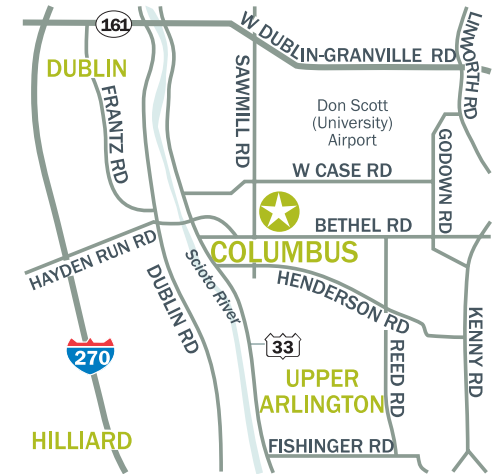 161
W DUBLIN-GRANVILLE RD
LINWORTH RD
DUBLIN
SAWMILL RD
FRANTZ RD
Don Scott
(University)
Airport
GODOWN RD
W CASE RD
BETHEL RD
HAYDEN RUN RD
COLUMBUS
Scioto River
DUBLIN RD
HENDERSON RD
KENNY RD
33
270
REED RD
UPPER
ARLINGTON
HILLIARD
FISHINGER RD